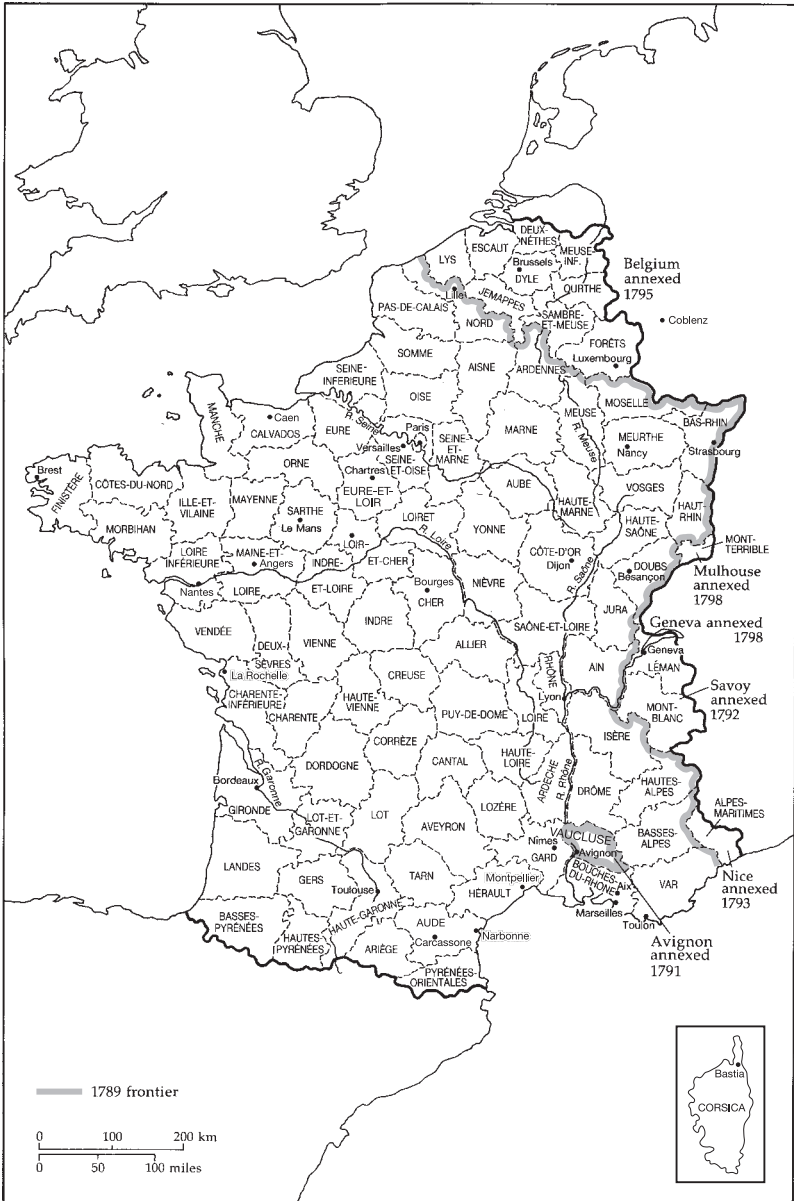 DEUX-
NÈTHES
ESCAUT
MEUSE-
INF.
LYS
Brussels
DYLE
Belgium
annexed
1795
OURTHE
Lille
JEMAPPES
PAS-DE-CALAIS
SAMBRE-
ET-MEUSE
Coblenz
NORD
FORÊTS
Luxembourg
SOMME
AISNE
ARDENNES
SEINE-
INFERIEURE
OISE
MOSELLE
MANCHE
Caen
CALVADOS
EURE
R. Seine
Paris
Versailles
SEINE-
ET-OISE
SEINE-
ET-
MARNE
MARNE
MEUSE
R. Meuse
MEURTHE
Nancy
BAS-RHIN
Strasbourg
Brest
FINISTÈRE
CÔTES-DU-NORD
ORNE
Chartres
EURE-ET-
LOIR
AUBE
HAUTE-
MARNE
VOSGES
HAUT-
RHIN
MORBIHAN
ILLE-ET-
VILAINE
MAYENNE
SARTHE
Le Mans
LOIRET
R. Loire
YONNE
HAUTE-
SAÔNE
MONT-
TERRIBLE
LOIRE
INFÉRIEURE
MAINE-ET-
Angers
LOIRE
LOIR-
ET-CHER
INDRE-
ET-LOIRE
CÔTE-D'OR
Dijon
R. Saône
DOUBS
Besançon
Mulhouse
annexed
1798
Nantes
Bourges
CHER
NIÈVRE
JURA
VENDÉE
DEUX-
SÈVRES
VIENNE
INDRE
SAÔNE-ET-LOIRE
Geneva annexed
1798
ALLIER
Geneva
LÉMAN
La Rochelle
CREUSE
RHÔNE
AIN
CHARENTE-
INFÉRIEURE
CHARENTE
HAUTE-
VIENNE
Lyon
MONT-
BLANC
Savoy
annexed
1792
PUY-DE-DOME
LOIRE
ISÈRE
CORRÈZE
R. Garonne
DORDOGNE
CANTAL
HAUTE-
LOIRE
ARDECHE
R. Rhône
Bordeaux
DRÔME
HAUTES-
ALPES
GIRONDE
LOT-ET-
GARONNE
LOT
LOZÈRE
ALPES-
MARITIMES
AVEYRON
Nîmes
GARD
VAUCLUSE
Avignon
BASSES-
ALPES
LANDES
GERS
Toulouse
TARN
Montpellier
HÉRAULT
BOUCHES-
DU-RHONE
Aix
VAR
Nice
annexed
1793
Marseilles
Toulon
BASSES-
PYRÉNÉES
HAUTES-
PYRÉNÉES
HAUTE-GARONNE
ARIÈGE
AUDE
Carcassone
Narbonne
Avignon
annexed
1791
PYRÉNÉES-
ORIENTALES
Bastia
CORSICA
1789 frontier
0 100 200 km
0 50 100 miles